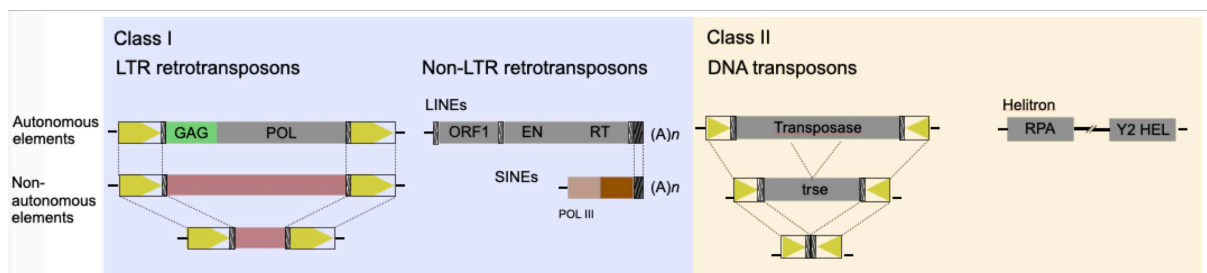 Class I
LTR retrotransposons
Non-LTR retrotransposons
Class II
DNA transposons
Autonomous
elements
GAG POL
LINEs
ORF1 EN RT (A)n
Transposase
Helitron
RPA Y2 HEL
Non-
autonomous
elements
SINEs
(A)n
POL III
trse